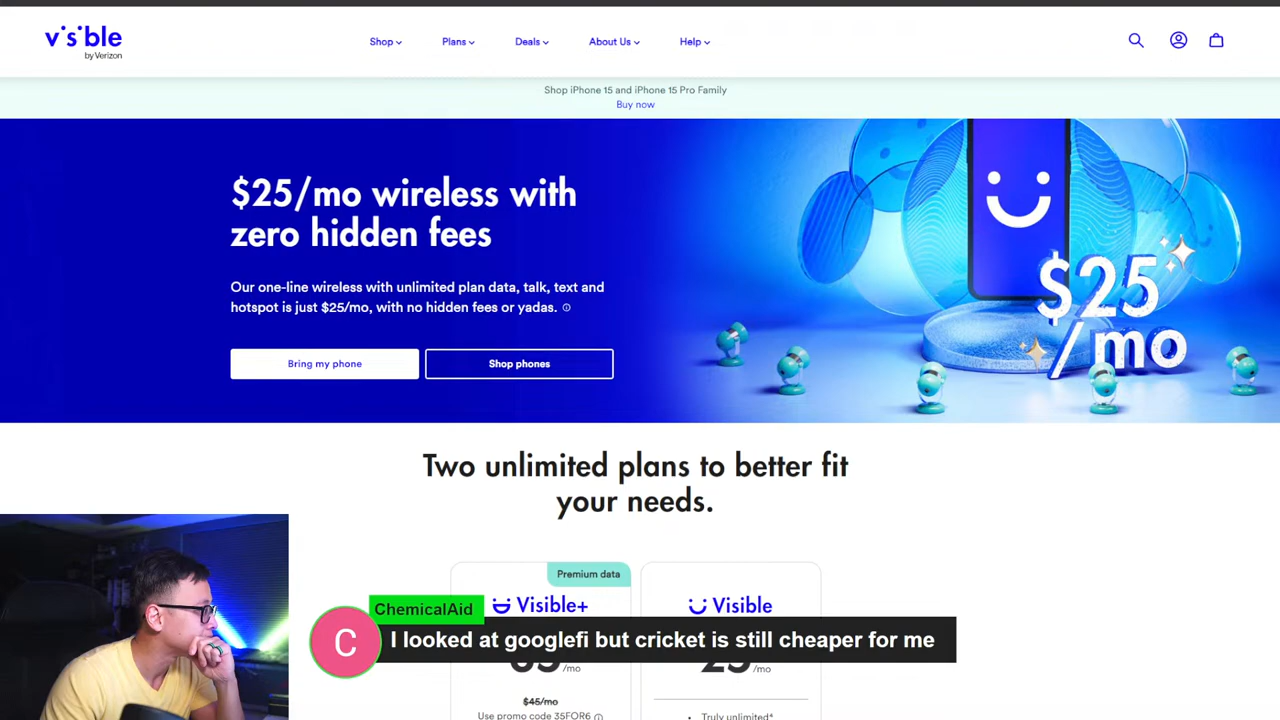 visible
by Verizon
Shop
Plans
Deals
About Us
Help
Shop iPhone 15 and iPhone 15 Pro Family
Buy now
$25/mo wireless with
zero hidden fees
Our one-line wireless with unlimited plan data, talk, text and
hotspot is just $25/mo, with no hidden fees or yadas.
Bring my phone
Shop phones
$25
/mo
Two unlimited plans to better fit
your needs.
Premium data
Visible+
Visible
ChemicalAid
C
I looked at googlefi but cricket is still cheaper for me
/mo
/mo
$45/mo
Use promo code 35FOR6
• Truly unlimited*